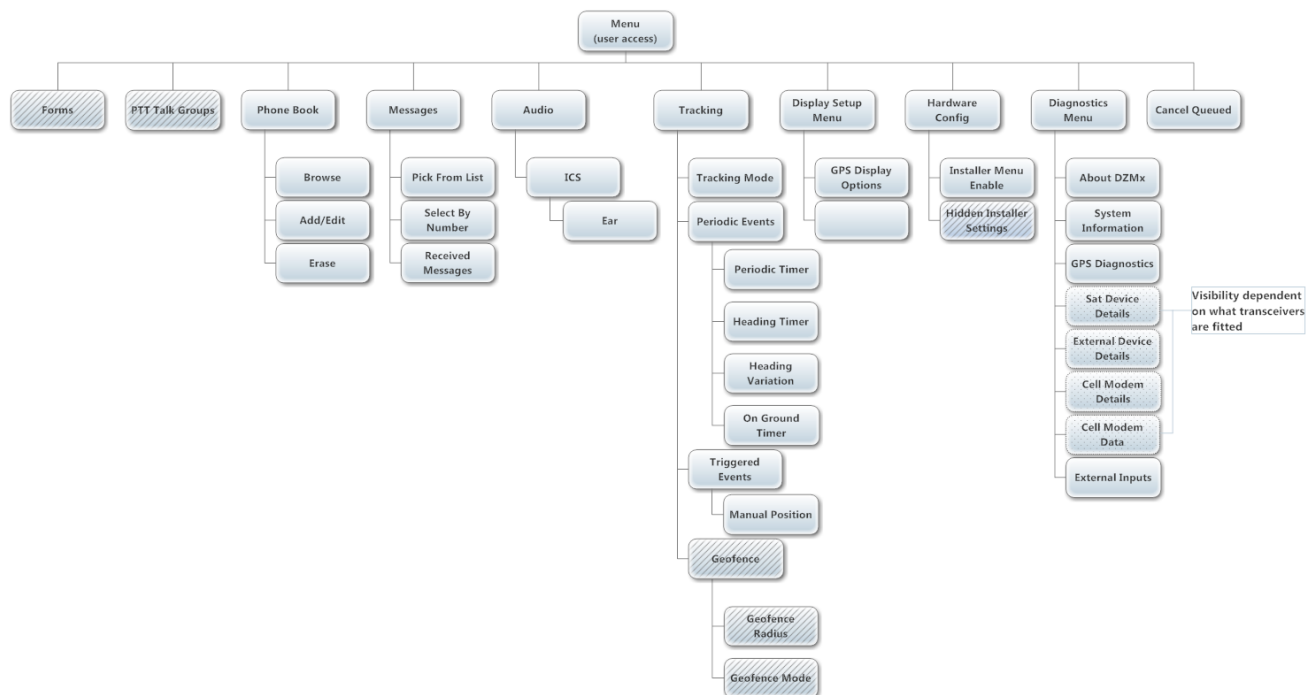 Menu
(user access)
Forms
PTT Talk Groups
Phone Book
Messages
Audio
Tracking
Display Setup
Menu
Hardware
Config
Diagnostics
Menu
Cancel Queued
Browse
Add/Edit
Erase
Pick From List
Select By
Number
Received
Messages
ICS
Ear
Tracking Mode
Periodic Events
Periodic Timer
Heading Timer
Heading
Variation
On Ground
Timer
Triggered
Events
Manual Position
Geofence
Geofence
Radius
Geofence Mode
GPS Display
Options
Installer Menu
Enable
Hidden Installer
Settings
About DZMx
System
Information
GPS Diagnostics
Sat Device
Details
External Device
Details
Cell Modem
Details
Cell Modem
Data
External Inputs
Visibility dependent
on what transceivers
are fitted